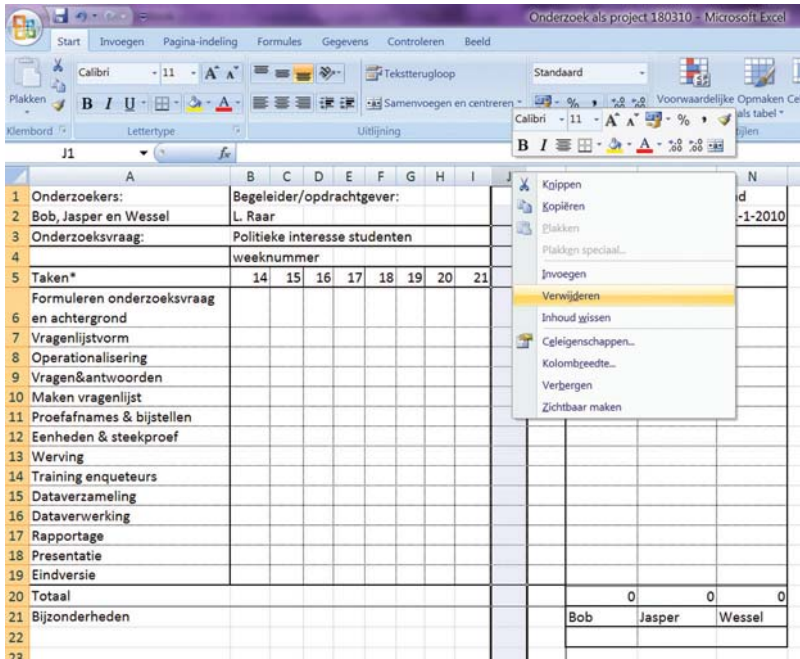 Onderzoek als project 180310 - Microsoft Excel
Start Invoegen Pagina-indeling Formules Gegevens Controleren Beeld
Calibri 11 A A Tekstterugloop Standaard
Plakken B I U A Samenvoegen en centreren % Voorwaardelijke Opmaken
als tabel
Klembord Lettertype Uitlijning
Calibri 11 A A %
B I A
J1 fx
A B C D E F G H I J N
1 Onderzoekers: Begeleider/opdrachtgever:
2 Bob, Jasper en Wessel L. Raar -1-2010
3 Onderzoeksvraag: Politieke interesse studenten
4 weeknummer
5 Taken* 14 15 16 17 18 19 20 21
Formuleren onderzoeksvraag
6 en achtergrond
7 Vragenlijstvorm
8 Operationalisering
9 Vragen&antwoorden
10 Maken vragenlijst
11 Proefafnames & bijstellen
12 Eenheden & steekproef
13 Werving
14 Training enqueteurs
15 Dataverzameling
16 Dataverwerking
17 Rapportage
18 Presentatie
19 Eindversie
20 Totaal 0 0 0
21 Bijzonderheden Bob Jasper Wessel
22
23
Knippen
Kopiëren
Plakken
Plakken speciaal...
Invoegen
Verwijderen
Inhoud wissen
Celeigenschappen...
Kolombreedte...
Verbergen
Zichtbaar maken